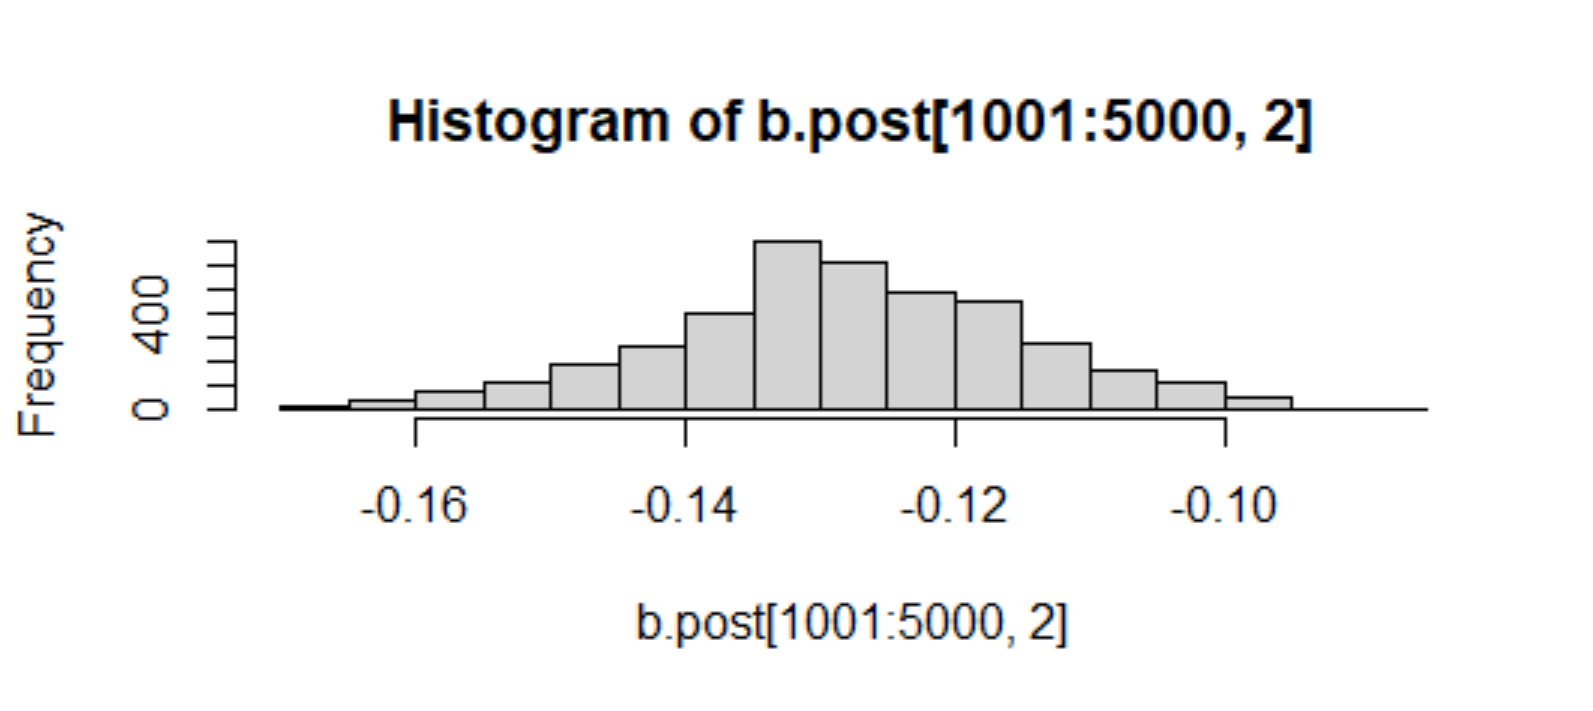 Histogram of b.post[1001:5000, 2]
Frequency
400
0
-0.16 -0.14 -0.12 -0.10
b.post[1001:5000, 2]